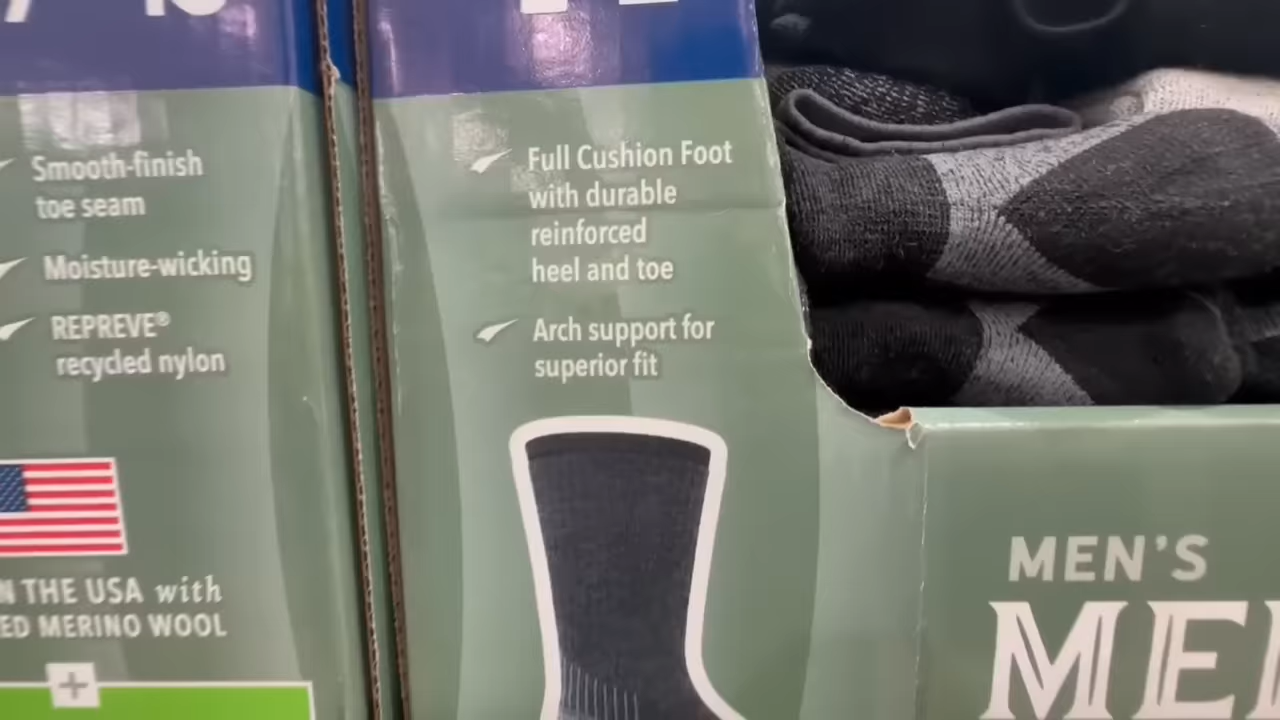 Smooth-finish
toe seam
Moisture-wicking
REPREVE®
recycled nylon
THE USA with
MERINO WOOL
Full Cushion Foot
with durable
reinforced
heel and toe
Arch support for
superior fit
MEN'S